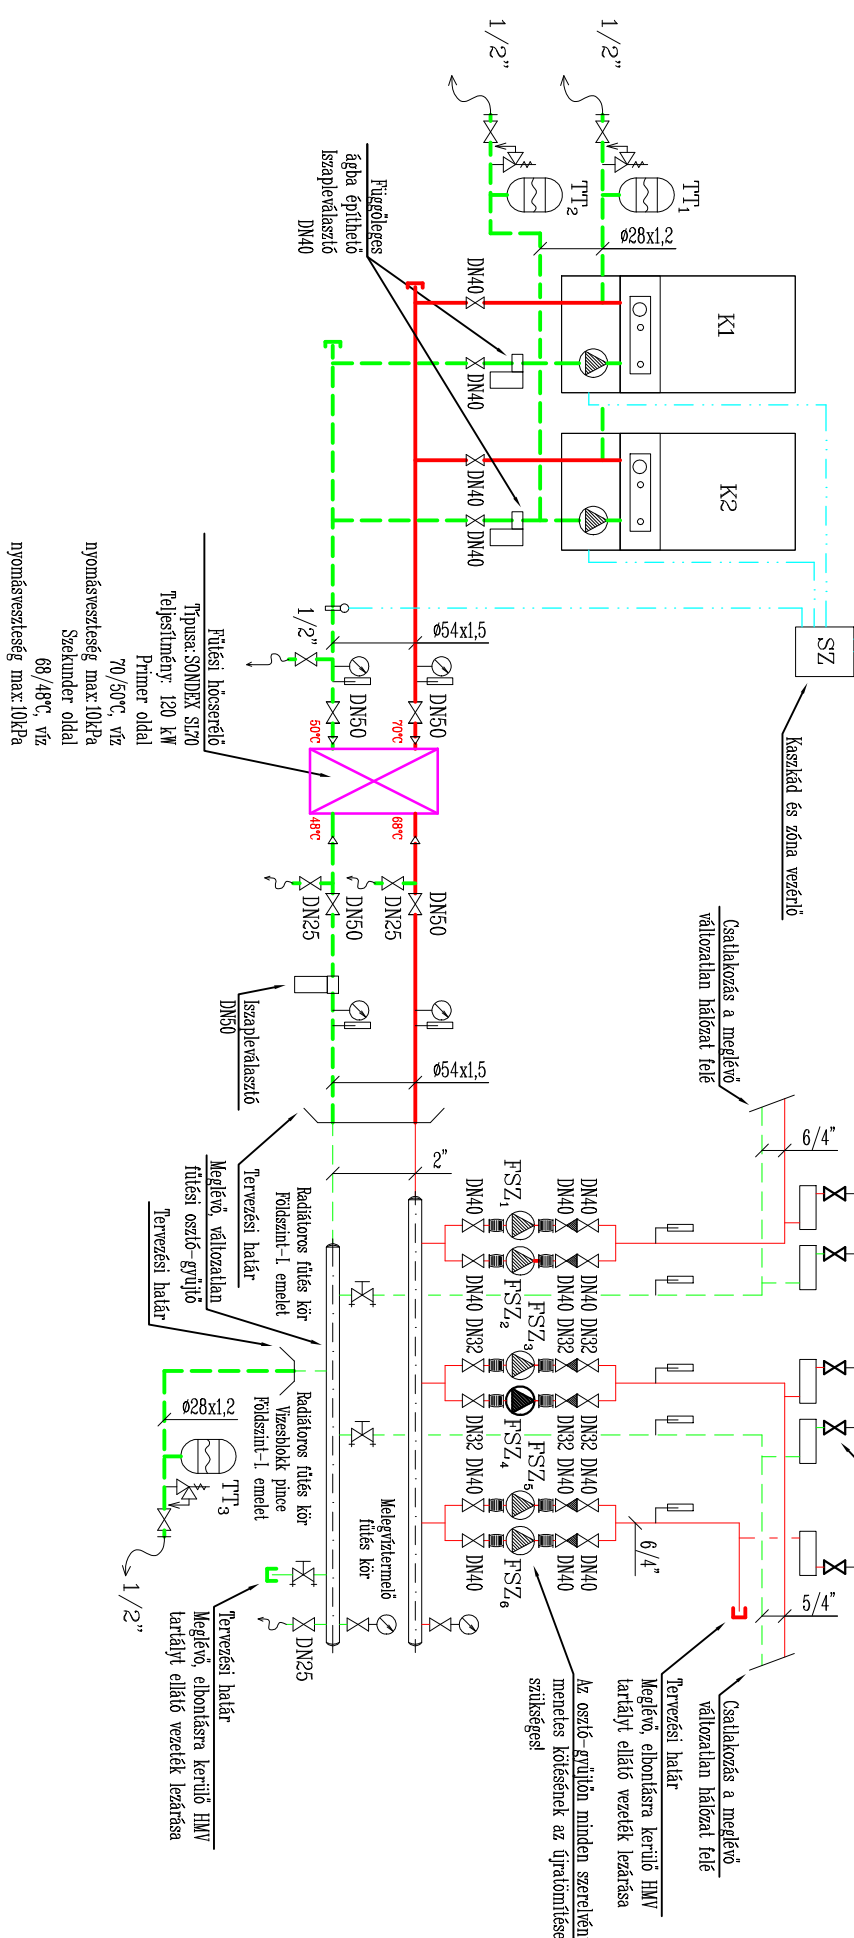 1/2"
1/2"
TT1
TT2
Ø28x1,2
Függőleges
ágba építhető
Iszapleválasztó
DN40
DN40
DN40
DN40
DN40
K1
K2
SZ
Kaszkád és zóna vezérlő
Ø54x1,5
1/2"
DN50
DN50
50°C
70°C
48°C
68°C
Fűtési hőcserélő
Típusa:SONDEX SL70
Teljesítmény: 120 kW
Primer oldal
70/50°C, víz
nyomásveszteség max:10kPa
Szekunder oldal
68/48°C, víz
nyomásveszteség max:10kPa
DN50
DN25
DN50
DN25
Iszapleválasztó
DN50
Ø54x1,5
Csatlakozás a meglévő
változatlan hálózat felé
6/4"
2"
Tervezési határ
Meglévő, változatlan
fűtési osztó-gyűjtő
Tervezési határ
Radiátoros fűtés kör
Földszint-I. emelet
FSZ1
FSZ2
DN40
DN40
DN40
DN40
DN40
DN40
FSZ3
FSZ4
DN32
DN32
DN32
DN32
DN32
DN32
FSZ5
FSZ6
DN40
DN40
DN40
DN40
DN40
DN40
6/4"
5/4"
Radiátoros fűtés kör
Vizesblokk pince
Földszint-I. emelet
Melegvíztermelő
fűtés kör
Ø28x1,2
TT3
1/2"
DN25
Tervezési határ
Meglévő, elbontásra kerülő HMV
tartályt ellátó vezeték lezárása
Az osztó-gyűjtőn minden szerelvén
menetes kötésének az újratömítése
szükséges!
Tervezési határ
Meglévő, elbontásra kerülő HMV
tartályt ellátó vezeték lezárása
Csatlakozás a meglévő
változatlan hálózat felé